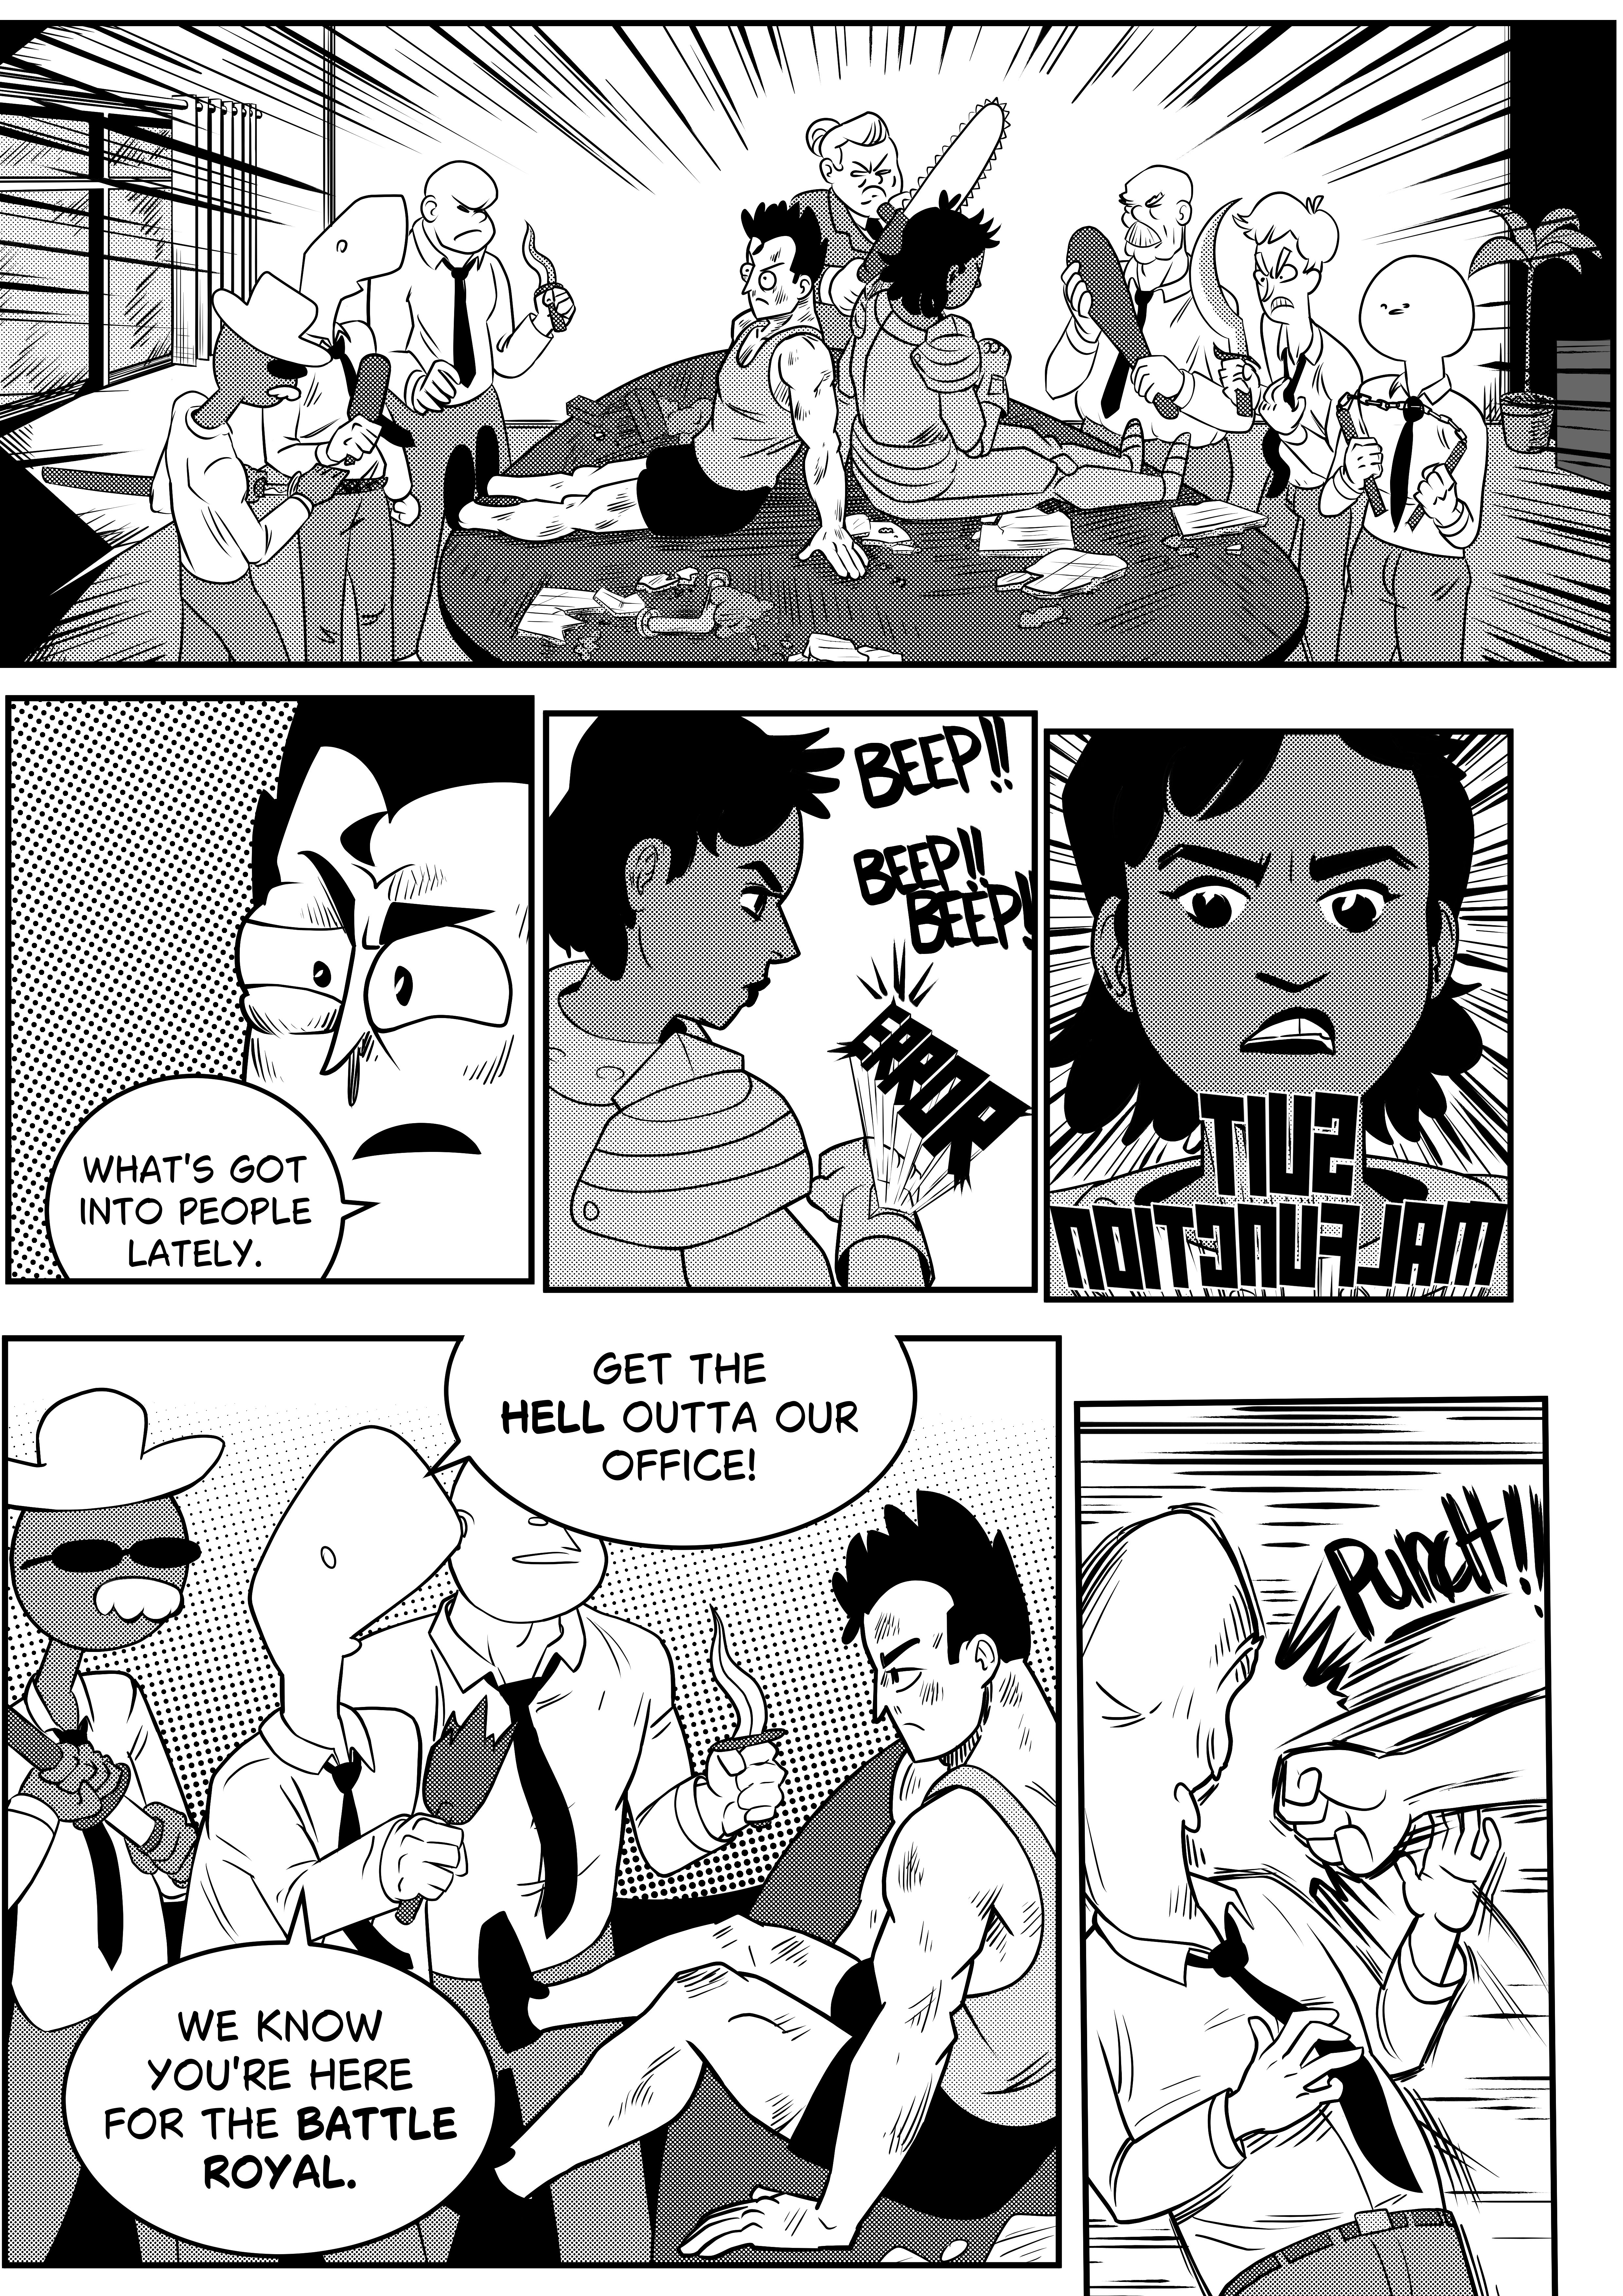 WHAT'S GOT
INTO PEOPLE
LATELY.
BEEP!!
BEEP!!
BEEP!!
ERROR
SUIT
MALFUNCTION
GET THE
HELL OUTTA OUR
OFFICE!
WE KNOW
YOU'RE HERE
FOR THE BATTLE
ROYAL.
PUNCH!!